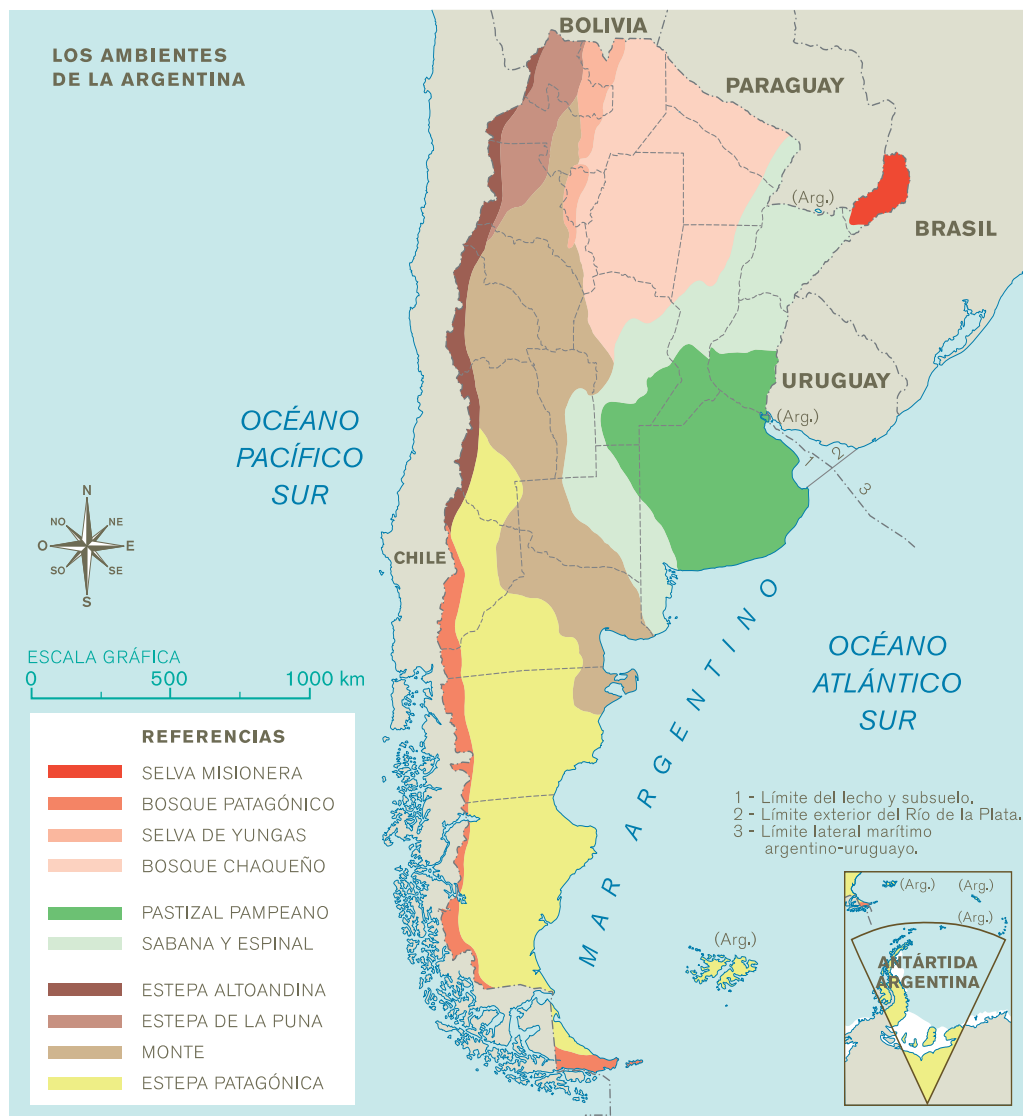 LOS AMBIENTES
DE LA ARGENTINA
BOLIVIA
PARAGUAY
(Arg.)
BRASIL
URUGUAY
(Arg.)
1
2
3
OCÉANO
PACÍFICO
SUR
N
NO
NE
O
E
SO
SE
S
CHILE
MAR ARGENTINO
OCÉANO
ATLÁNTICO
SUR
ESCALA GRÁFICA
0 500 1000 km
REFERENCIAS
SELVA MISIONERA
BOSQUE PATAGÓNICO
SELVA DE YUNGAS
BOSQUE CHAQUEÑO
PASTIZAL PAMPEANO
SABANA Y ESPINAL
ESTEPA ALTOANDINA
ESTEPA DE LA PUNA
MONTE
ESTEPA PATAGÓNICA
1 - Límite del lecho y subsuelo.
2 - Límite exterior del Río de la Plata.
3 - Límite lateral marítimo
argentino-uruguayo.
(Arg.)
(Arg.)
(Arg.)
(Arg.)
ANTÁRTIDA
ARGENTINA